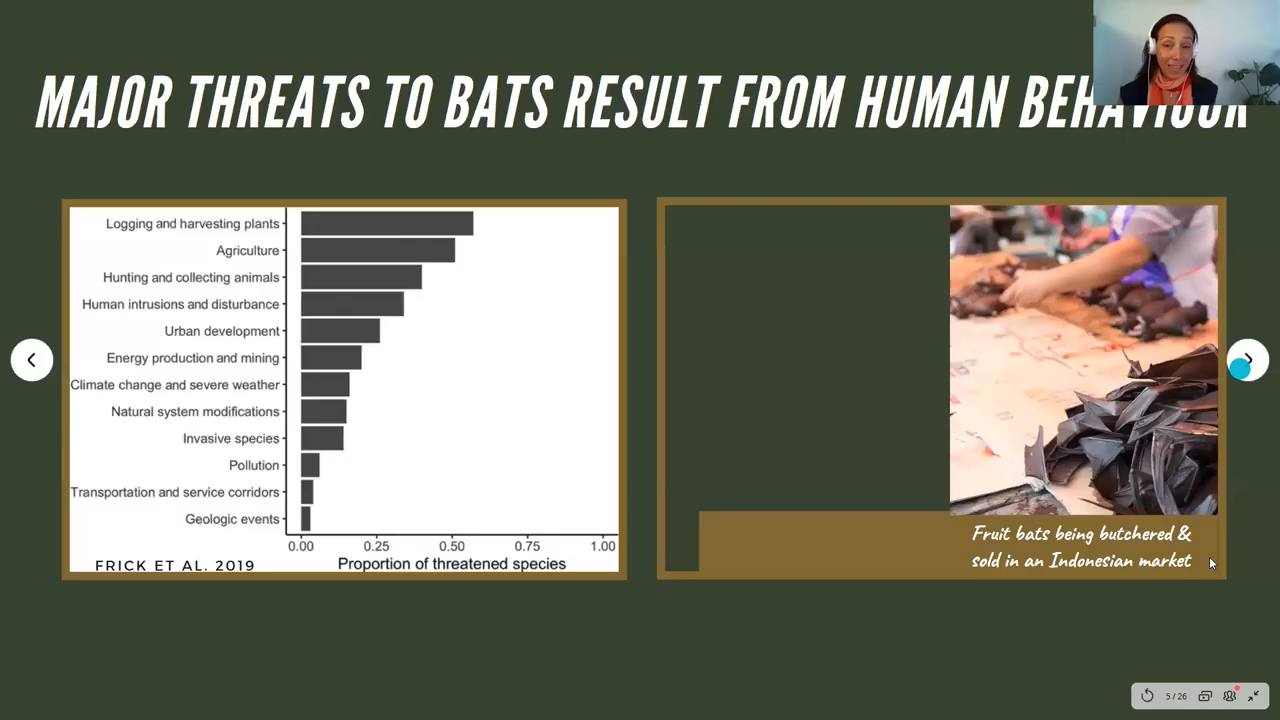 MAJOR THREATS TO BATS RESULT FROM HUMAN BEHAVIOUR
Logging and harvesting plants
Agriculture
Hunting and collecting animals
Human intrusions and disturbance
Urban development
Energy production and mining
Climate change and severe weather
Natural system modifications
Invasive species
Pollution
Transportation and service corridors
Geologic events
0.00 0.25 0.50 0.75 1.00
Proportion of threatened species
FRICK ET AL. 2019
Fruit bats being butchered &
sold in an Indonesian market
5 / 26